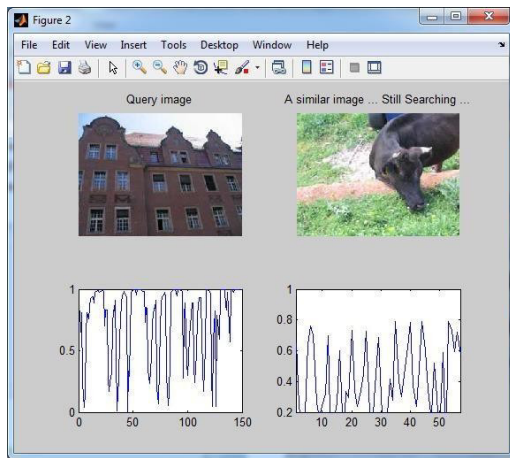 Figure 2
File Edit View Insert Tools Desktop Window Help
Query image
A similar image ... Still Searching ...
1
0.5
0
0 50 100 150
1
0.8
0.6
0.4
0.2
10 20 30 40 50